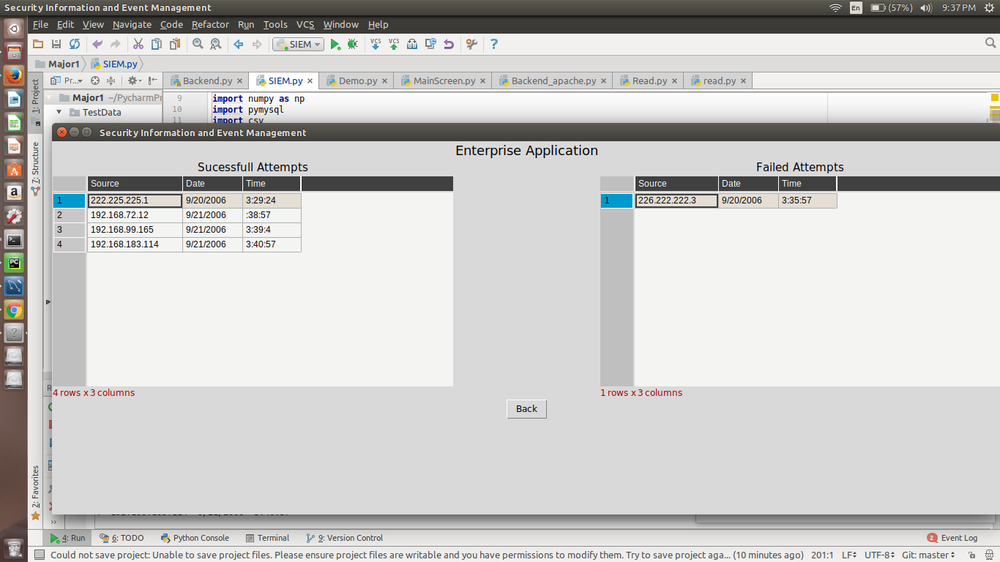 Security Information and Event Management
En (57%) 9:37 PM
File Edit View Navigate Code Refactor Run Tools VCS Window Help
SIEM VCS VCS ?
Major1 SIEM.py
1: Project
7: Structure
2: Favorites
Pr... Backend.py SIEM.py Demo.py MainScreen.py Backend_apache.py Read.py read.py
Major1 ~/PycharmPr
TestData
9 import numpy as np
10 import pymysql
11 import csv
Security Information and Event Management
Enterprise Application
Sucessfull Attempts
Source Date Time
1 222.225.225.1 9/20/2006 3:29:24
2 192.168.72.12 9/21/2006 :38:57
3 192.168.99.165 9/21/2006 3:39:4
4 192.168.183.114 9/21/2006 3:40:57
4 rows x 3 columns
Failed Attempts
Source Date Time
1 226.222.222.3 9/20/2006 3:35:57
1 rows x 3 columns
Back
4: Run 6: TODO Python Console Terminal 9: Version Control 2 Event Log
Could not save project: Unable to save project files. Please ensure project files are writable and you have permissions to modify them. Try to save project aga... (10 minutes ago) 201:1 LF UTF-8 Git: master